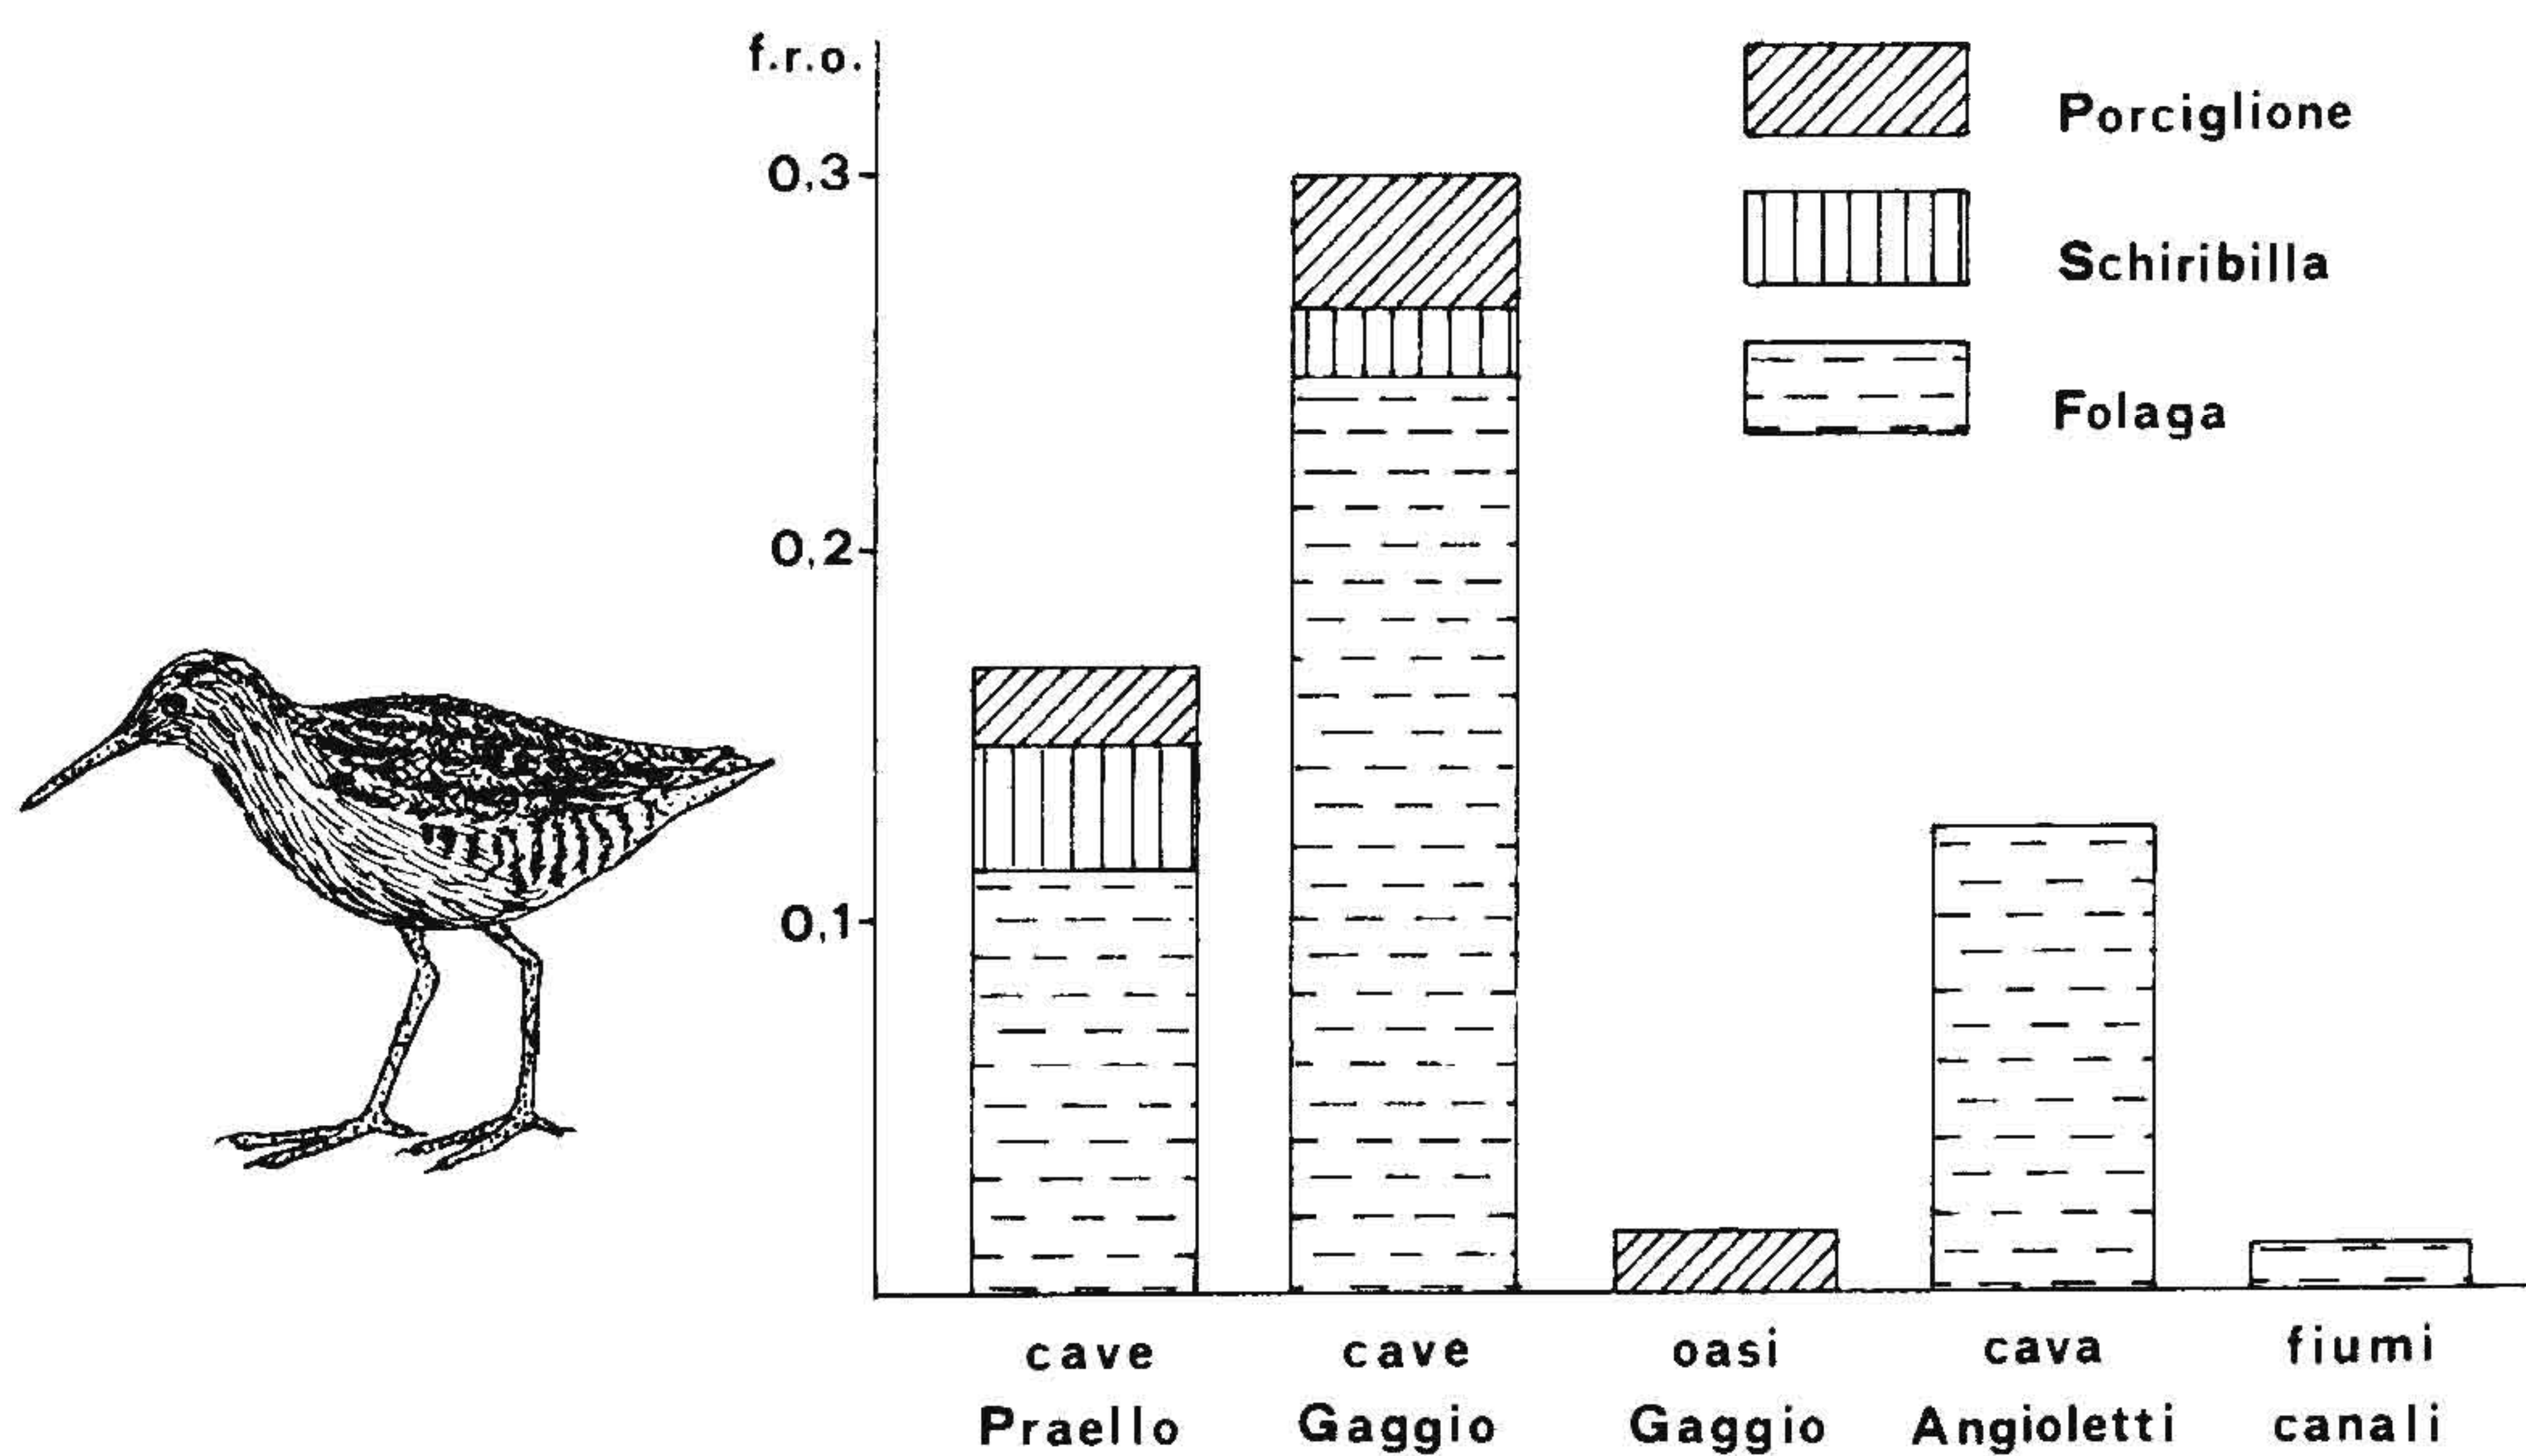 f.r.o.
0,3
0,2
0,1
Porciglione
Schiribilla
Folaga
cave
Praello
cave
Gaggio
oasi
Gaggio
cava
Angioletti
fiumi
canali